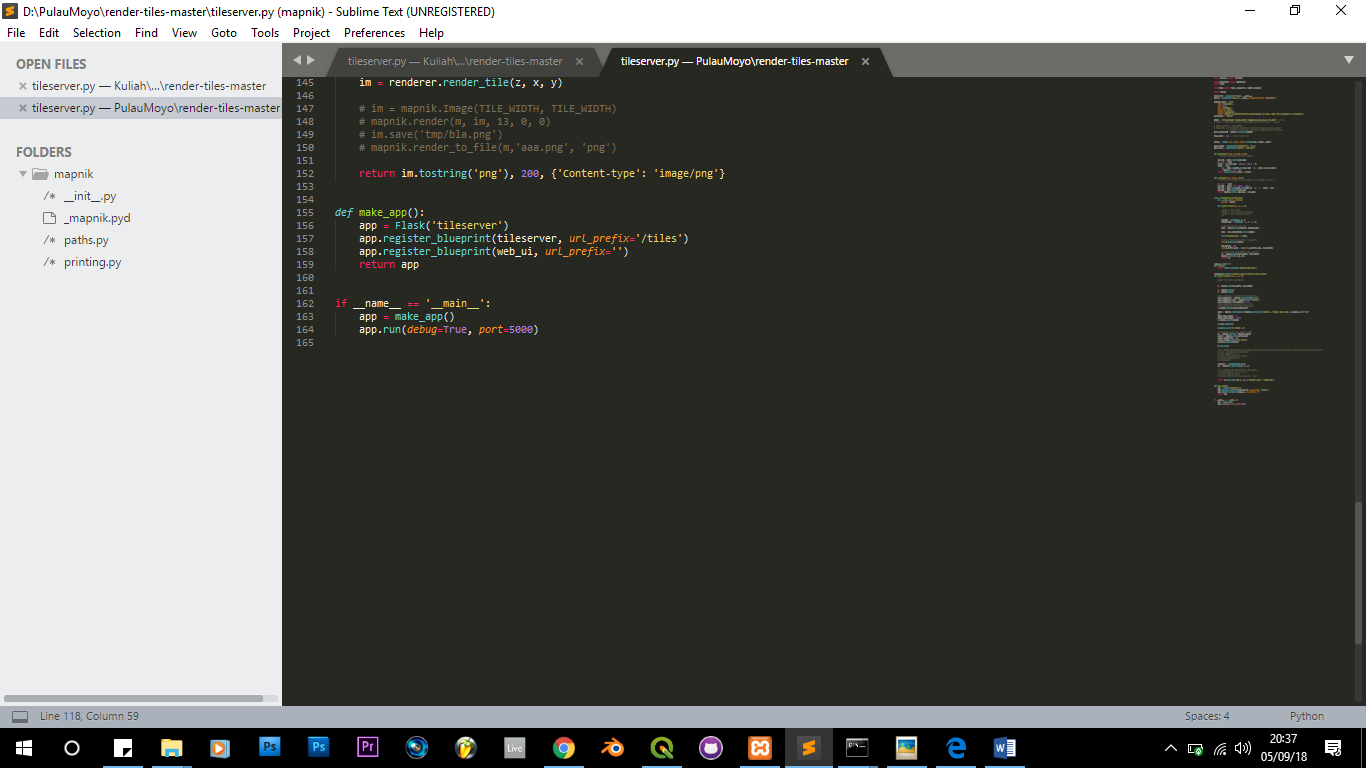 D:\PulauMoyo\render-tiles-master\tileserver.py (mapnik) - Sublime Text (UNREGISTERED)
File Edit Selection Find View Goto Tools Project Preferences Help
OPEN FILES
tileserver.py — Kuliah\...\render-tiles-master
tileserver.py — PulauMoyo\render-tiles-master
FOLDERS
mapnik
/* __init__.py
_mapnik.pyd
/* paths.py
/* printing.py
tileserver.py — Kuliah\...\render-tiles-master
tileserver.py — PulauMoyo\render-tiles-master
145 im = renderer.render_tile(z, x, y)
146
147 # im = mapnik.Image(TILE_WIDTH, TILE_WIDTH)
148 # mapnik.render(m, im, 13, 0, 0)
149 # im.save('tmp/bla.png')
150 # mapnik.render_to_file(m,'aaa.png', 'png')
151
152 return im.tostring('png'), 200, {'Content-type': 'image/png'}
153
154
155 def make_app():
156 app = Flask('tileserver')
157 app.register_blueprint(tileserver, url_prefix='/tiles')
158 app.register_blueprint(web_ui, url_prefix='')
159 return app
160
161
162 if __name__ == '__main__':
163 app = make_app()
164 app.run(debug=True, port=5000)
165
Line 118, Column 59
Spaces: 4
Python
Ps
Ps
Pr
Live
20:37
05/09/18